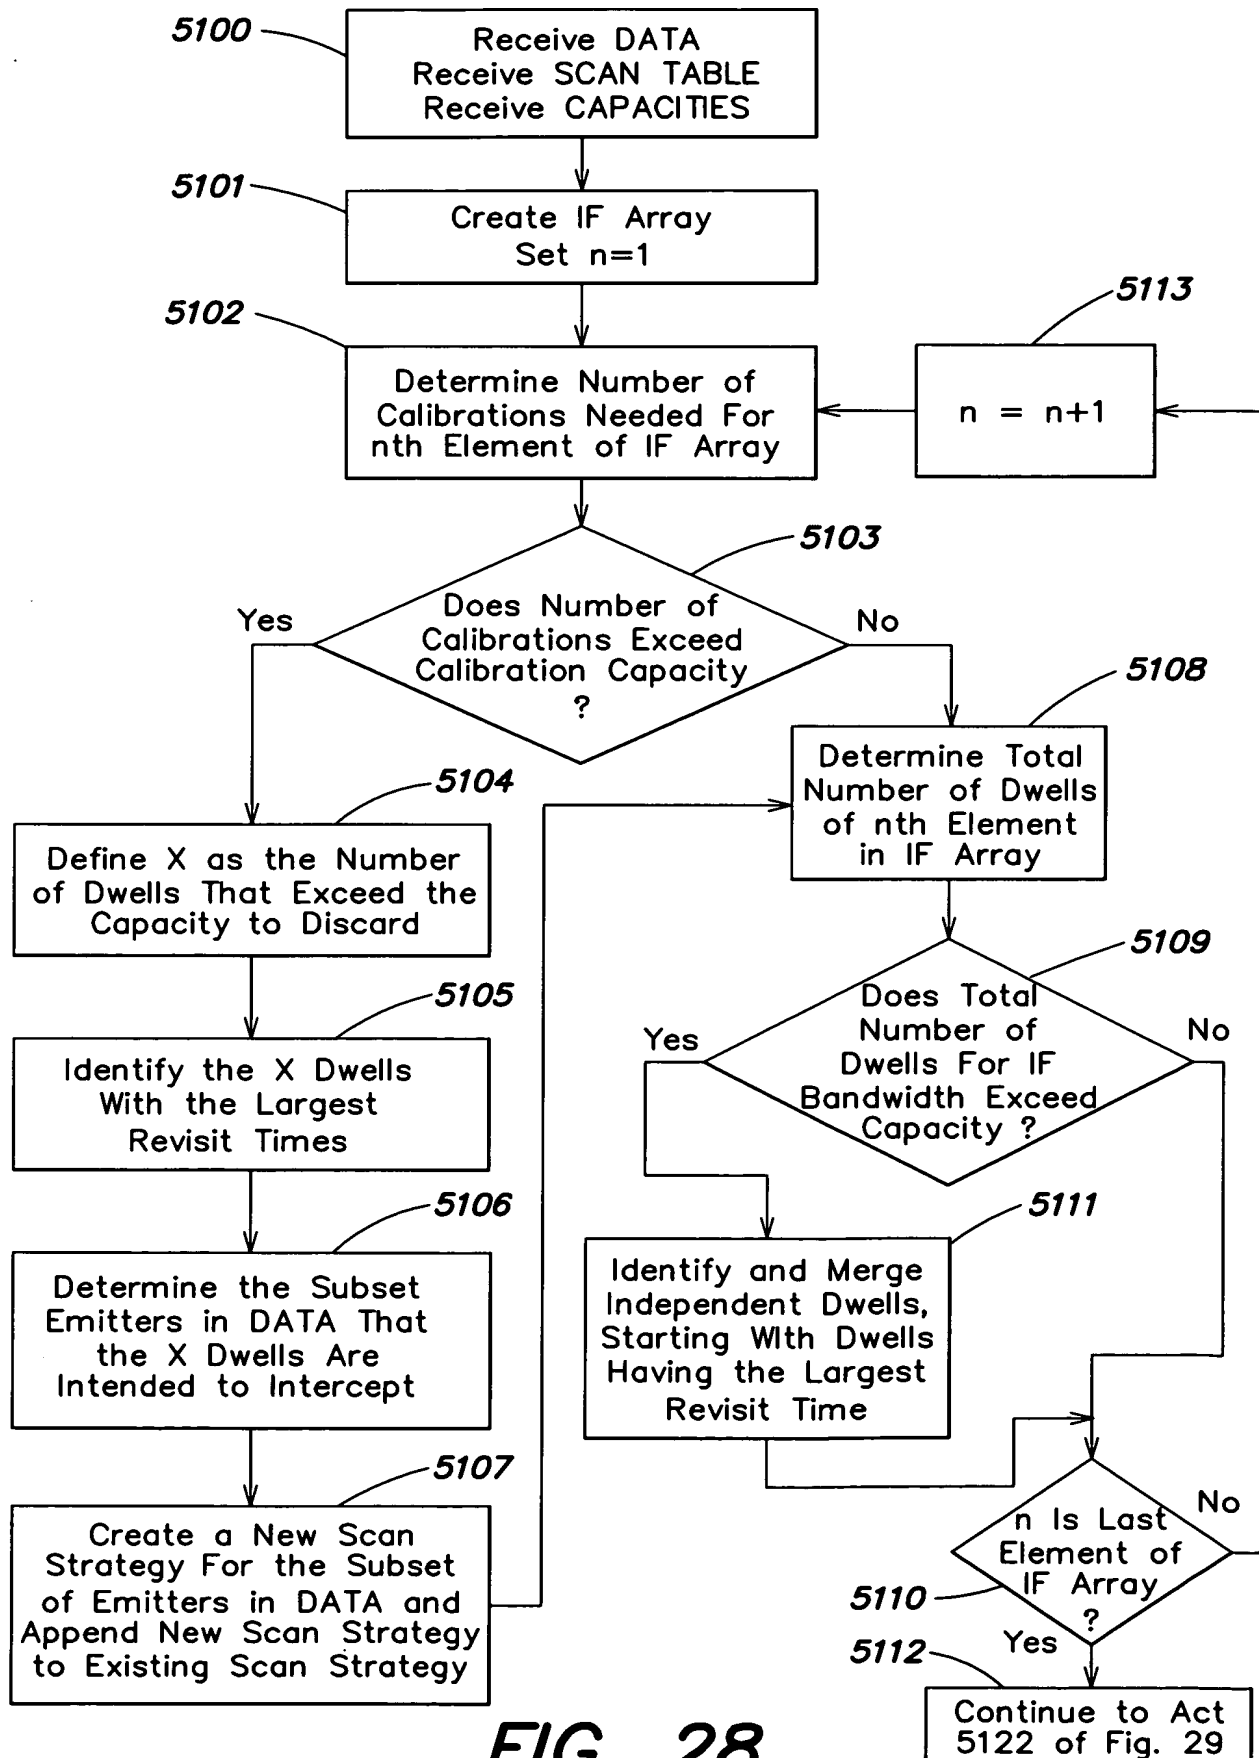 5100
Receive DATA
Receive SCAN TABLE
Receive CAPACITIES
5101
Create IF Array
Set n=1
5102
Determine Number of
Calibrations Needed For
nth Element of IF Array
5113
n = n+1
5103
Does Number of
Calibrations Exceed
Calibration Capacity
?
Yes
No
5104
Define X as the Number
of Dwells That Exceed the
Capacity to Discard
5105
Identify the X Dwells
With the Largest
Revisit Times
5106
Determine the Subset
Emitters in DATA That
the X Dwells Are
Intended to Intercept
5107
Create a New Scan
Strategy For the Subset
of Emitters in DATA and
Append New Scan Strategy
to Existing Scan Strategy
5108
Determine Total
Number of Dwells
of nth Element
in IF Array
5109
Does Total
Number of
Dwells For IF
Bandwidth Exceed
Capacity ?
Yes
No
5111
Identify and Merge
Independent Dwells,
Starting WIth Dwells
Having the Largest
Revisit Time
n Is Last
Element of
IF Array
?
No
5110
Yes
5112
Continue to Act
5122 of Fig. 29
FIG. 28